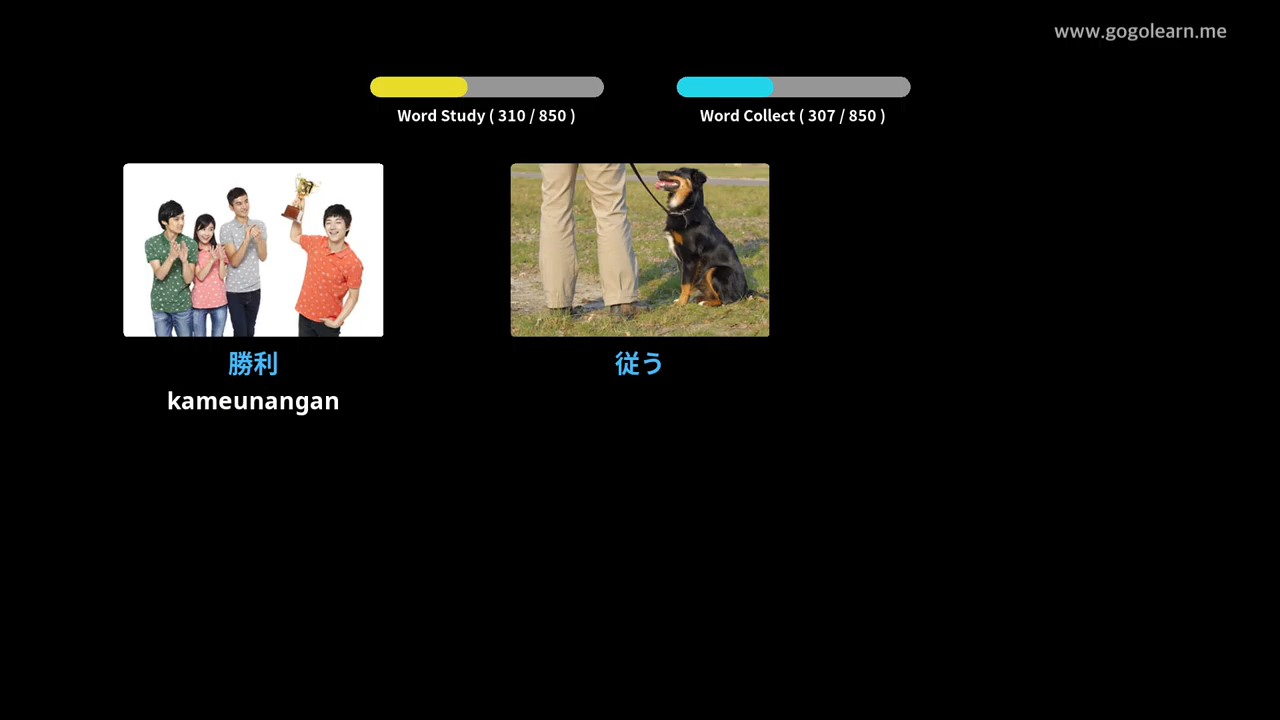 www.gogolearn.me
Word Study ( 310 / 850 )
Word Collect ( 307 / 850 )
勝利
従う
kameunangan